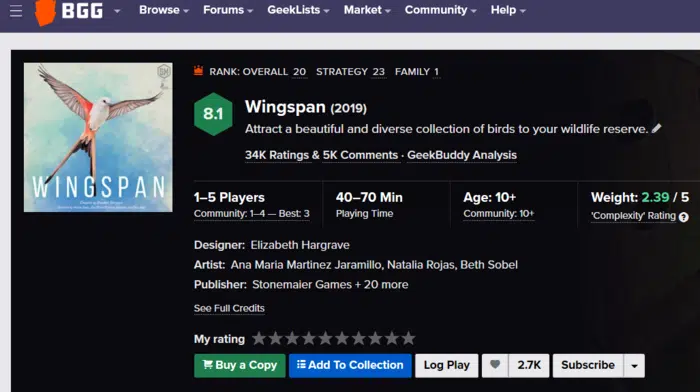 BGG
Browse Forums GeekLists Market Community Help
RANK: OVERALL 20 STRATEGY 23 FAMILY 1
8.1
Wingspan (2019)
Attract a beautiful and diverse collection of birds to your wildlife reserve.
34K Ratings & 5K Comments · GeekBuddy Analysis
WINGSPAN
1–5 Players
Community: 1–4 — Best: 3
40–70 Min
Playing Time
Age: 10+
Community: 10+
Weight: 2.39 / 5
'Complexity' Rating ?
Designer: Elizabeth Hargrave
Artist: Ana Maria Martinez Jaramillo, Natalia Rojas, Beth Sobel
Publisher: Stonemaier Games + 20 more
See Full Credits
My rating
Buy a Copy
Add To Collection
Log Play
2.7K
Subscribe